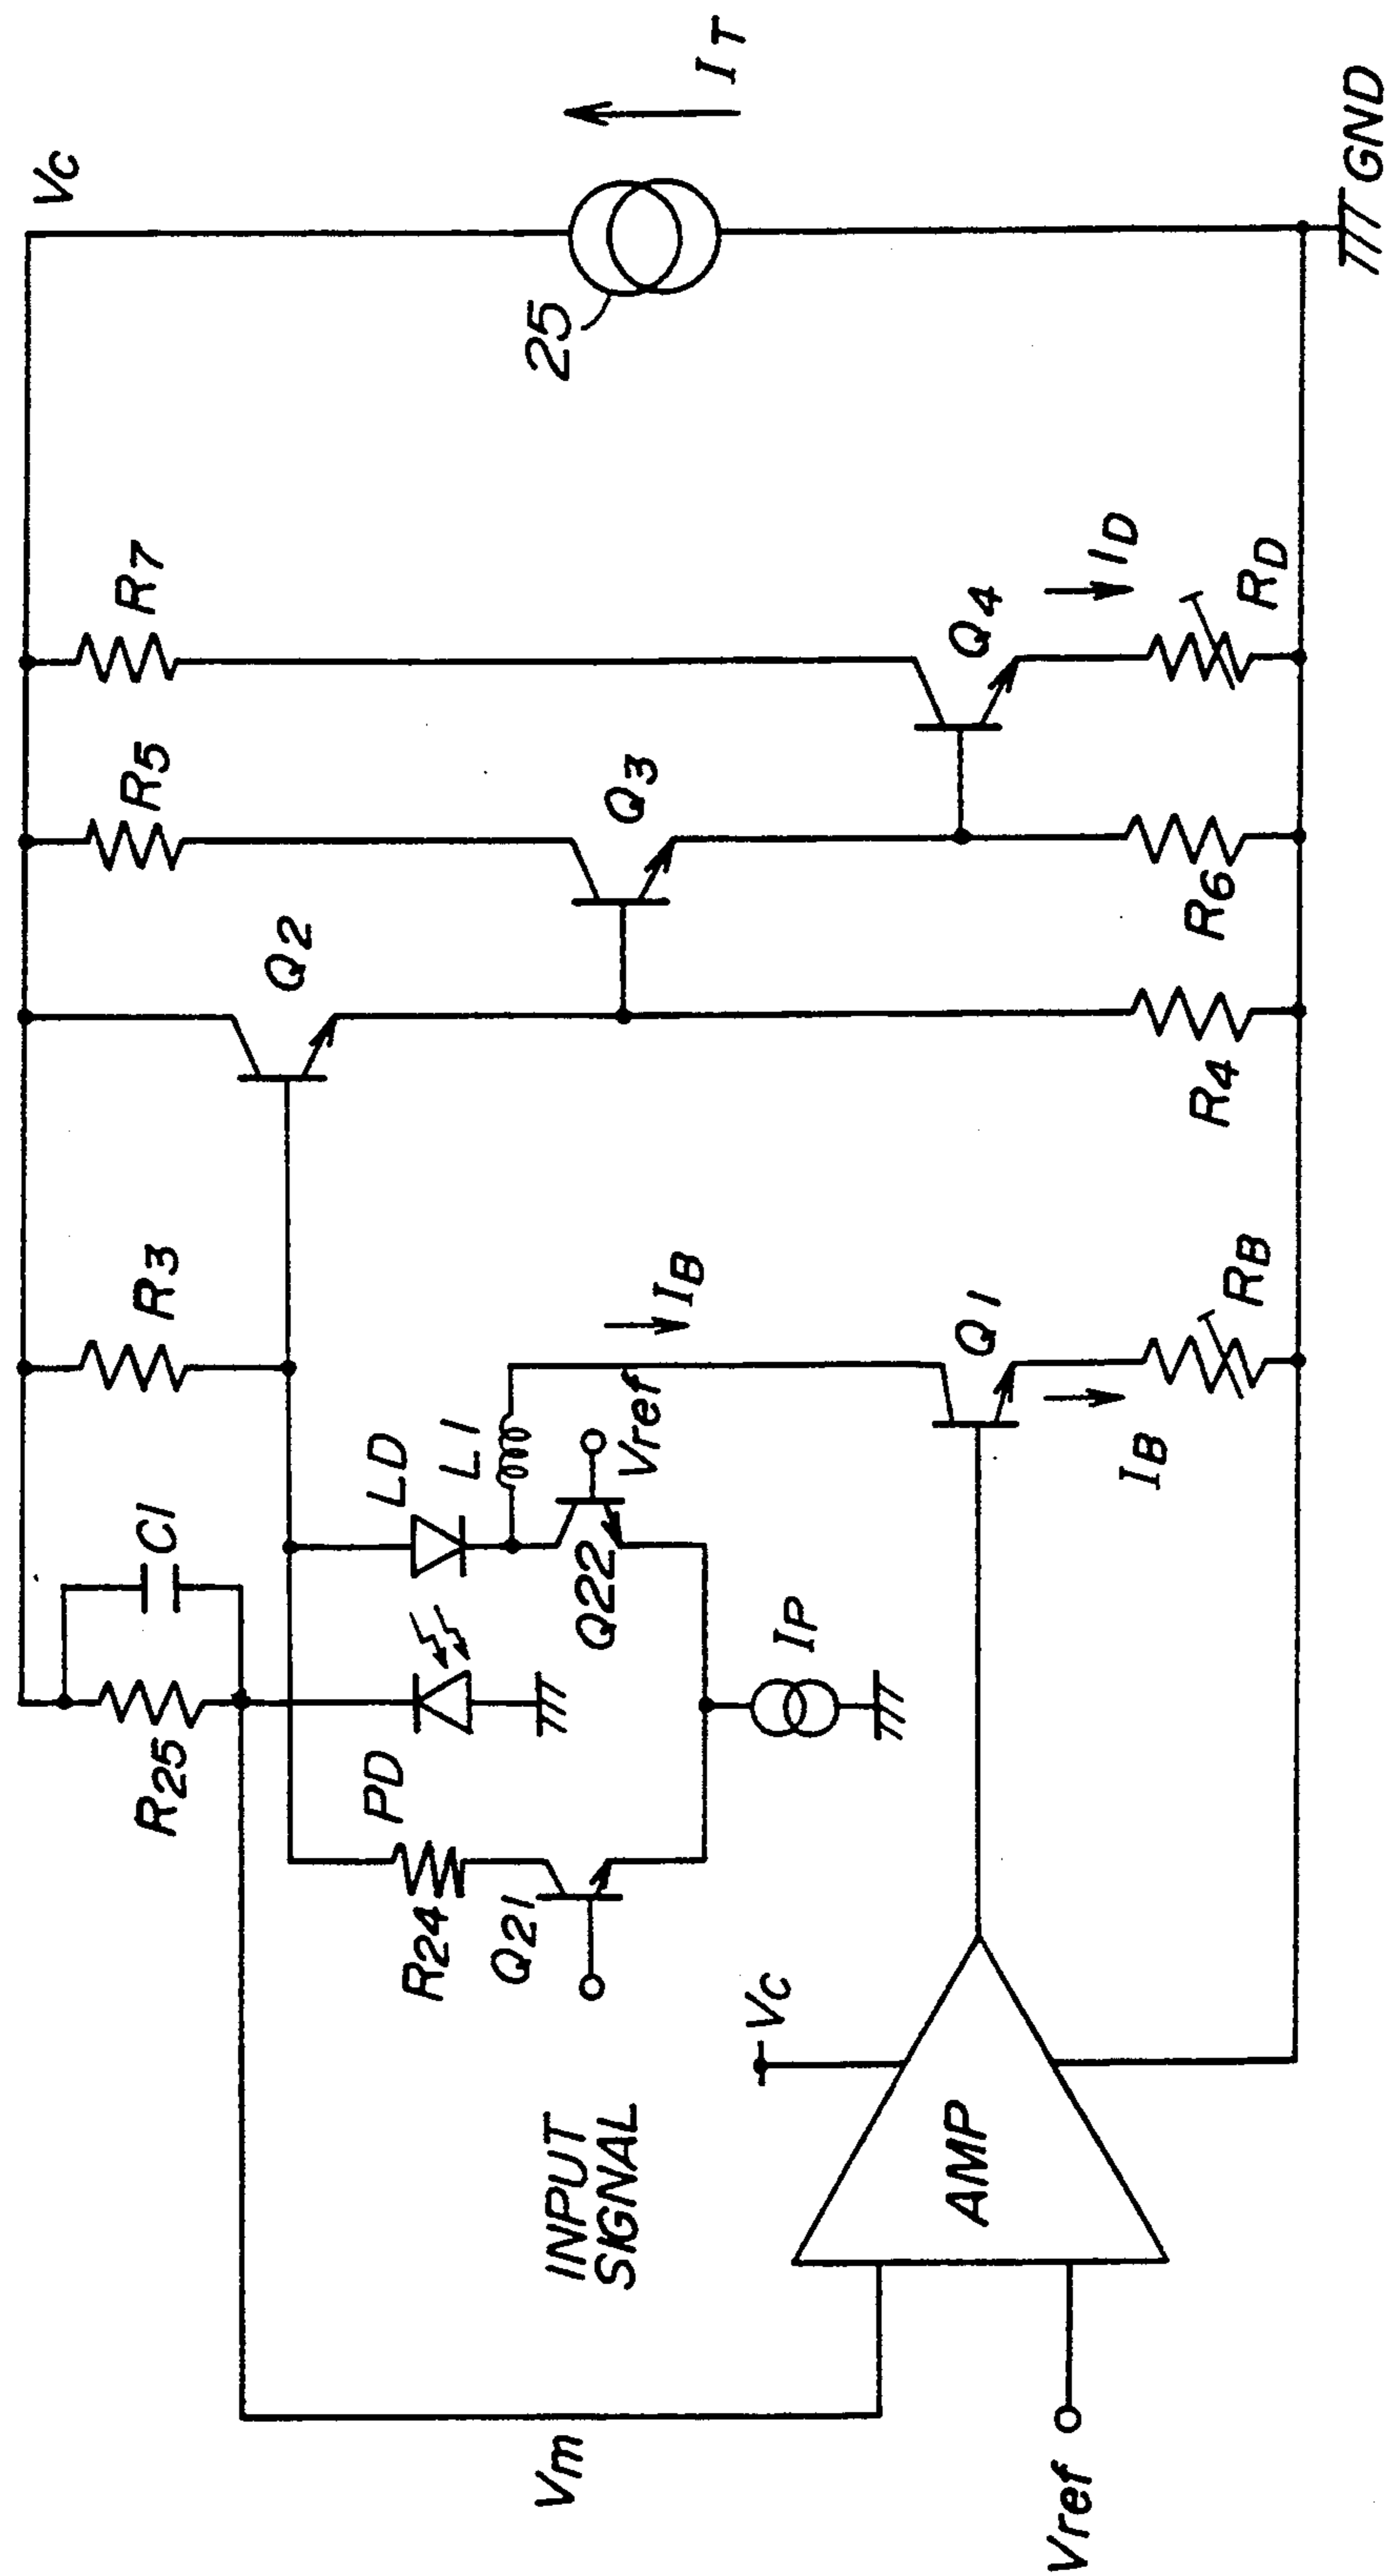 Vc
IT
25
GND
R7
R5
Q2
Q3
Q4
ID
RD
R6
R4
R3
C1
R25
LD
L1
IB
Vref
Q22
PD
R24
Q21
IP
Q1
IB
RB
INPUT
SIGNAL
Vc
AMP
Vm
Vref